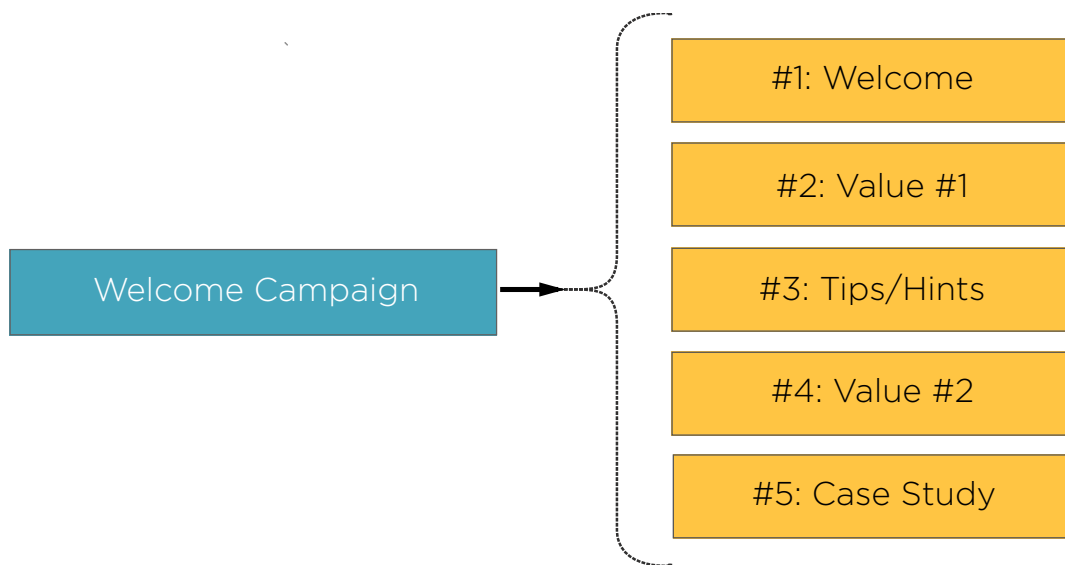 #1: Welcome
#2: Value #1
Welcome Campaign
#3: Tips/Hints
#4: Value #2
#5: Case Study